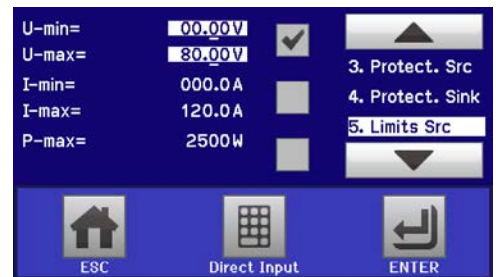 U-min= 00.00V
U-max= 80.00V
I-min= 000.0A
I-max= 120.0A
P-max= 2500W
3. Protect. Src
4. Protect. Sink
5. Limits Src
ESC
Direct Input
ENTER